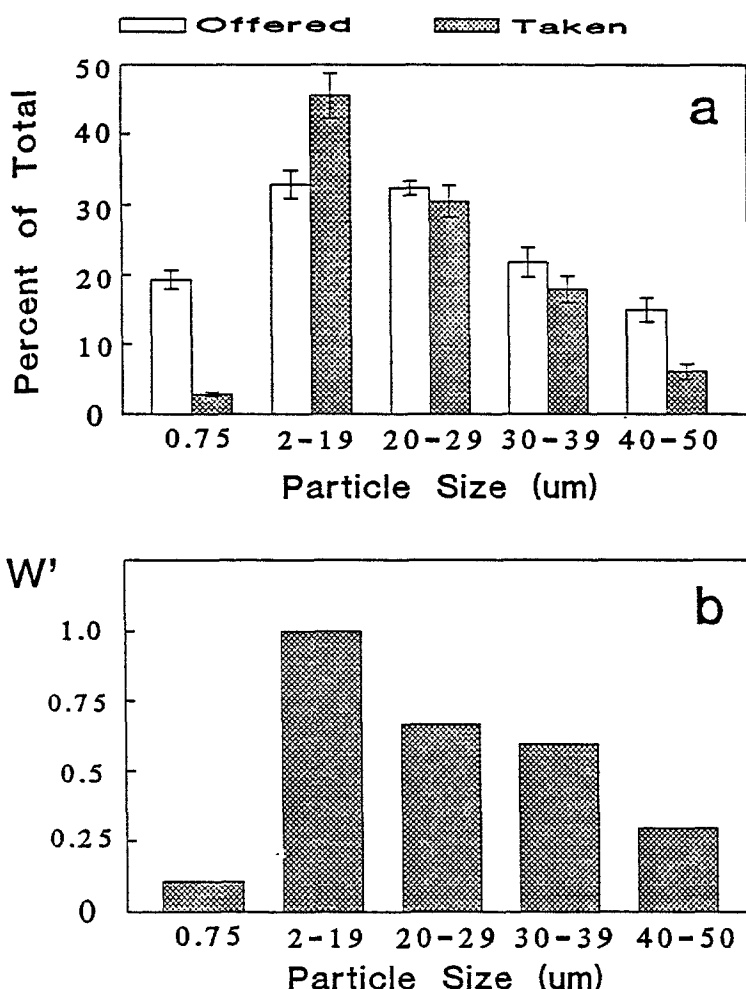 Offered Taken
a
Percent of Total
50
40
30
20
10
0
0.75 2-19 20-29 30-39 40-50
Particle Size (um)
W'
b
1.0
0.75
0.5
0.25
0
0.75 2-19 20-29 30-39 40-50
Particle Size (um)